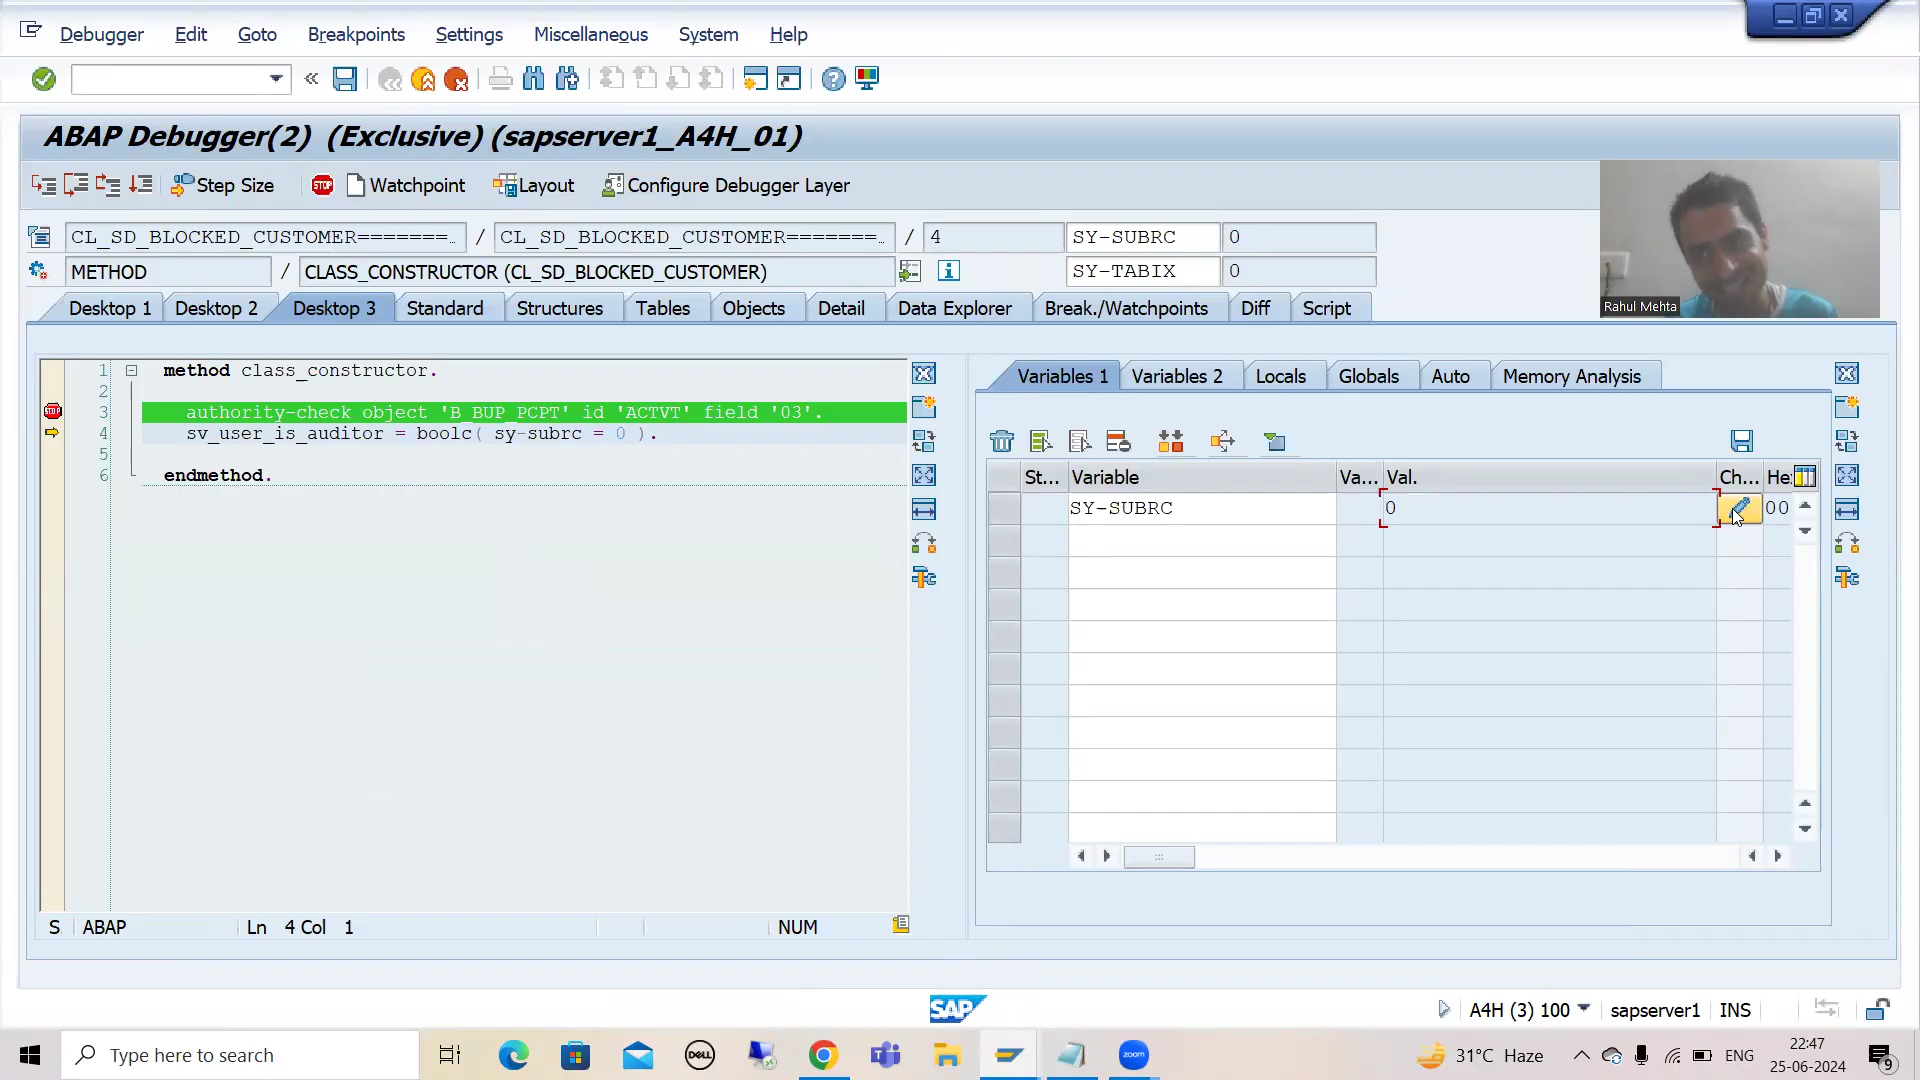 Debugger Edit Goto Breakpoints Settings Miscellaneous System Help
ABAP Debugger(2) (Exclusive) (sapserver1_A4H_01)
STOP Step Size Watchpoint Layout Configure Debugger Layer
CL_SD_BLOCKED_CUSTOMER=======… / CL_SD_BLOCKED_CUSTOMER=======… / 4 SY-SUBRC 0
METHOD / CLASS_CONSTRUCTOR (CL_SD_BLOCKED_CUSTOMER) SY-TABIX 0
Rahul Mehta
Desktop 1 Desktop 2 Desktop 3 Standard Structures Tables Objects Detail Data Explorer Break./Watchpoints Diff Script
1 method class_constructor.
2
3 authority-check object 'B_BUP_PCPT' id 'ACTVT' field '03'.
4 sv_user_is_auditor = boolc( sy-subrc = 0 ).
5
6 endmethod.
Variables 1 Variables 2 Locals Globals Auto Memory Analysis
St... Variable Va... Val. Ch... He
SY-SUBRC 0 00
S ABAP Ln 4 Col 1 NUM
SAP A4H (3) 100 sapserver1 INS
Type here to search DELL zoom 31°C Haze ENG 22:47
25-06-2024 9